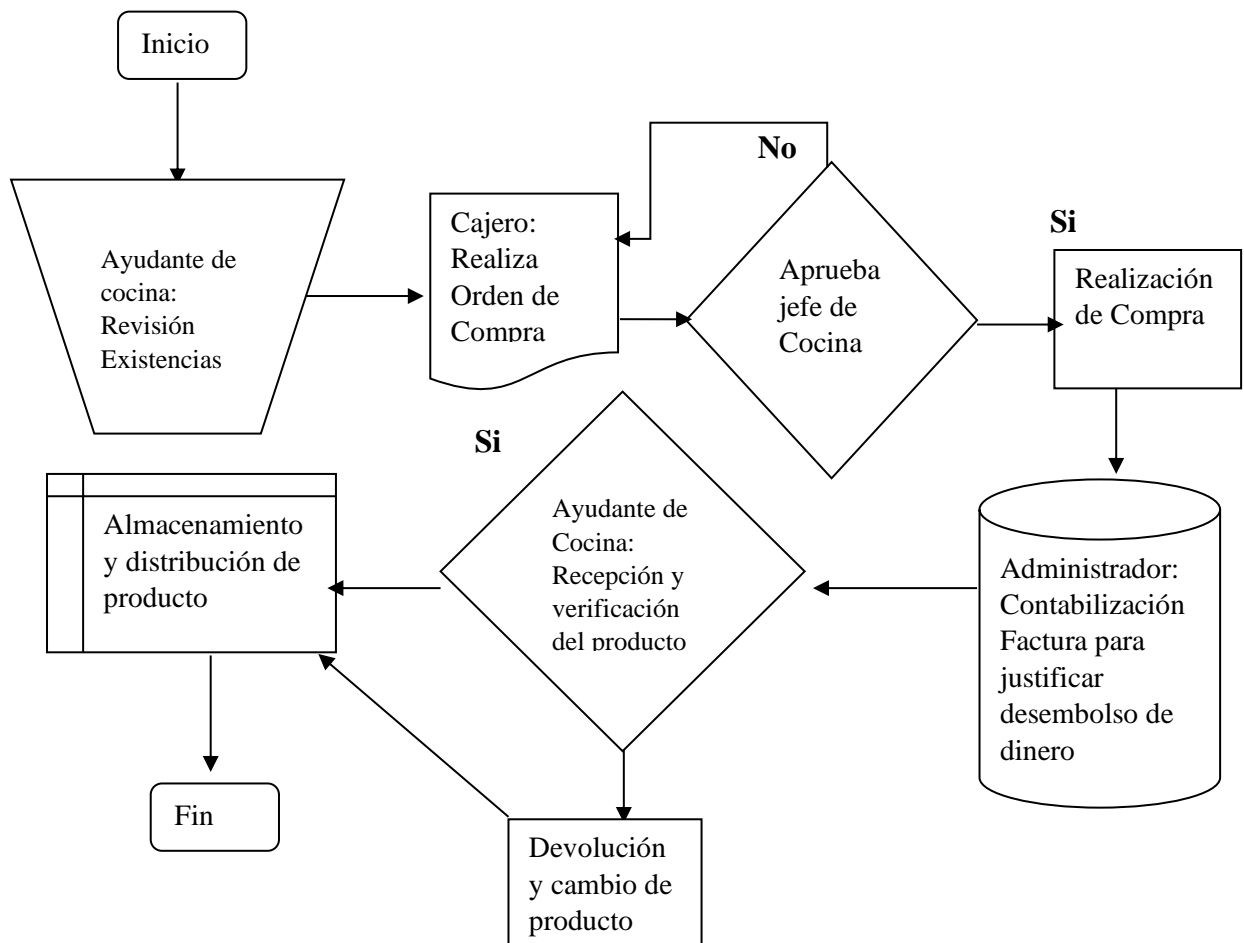 Inicio
Ayudante de
cocina:
Revisión
Existencias
Cajero:
Realiza
Orden de
Compra
No
Aprueba
jefe de
Cocina
Si
Realización
de Compra
Administrador:
Contabilización
Factura para
justificar
desembolso de
dinero
Ayudante de
Cocina:
Recepción y
verificación
del producto
Si
Almacenamiento
y distribución de
producto
Devolución
y cambio de
producto
Fin